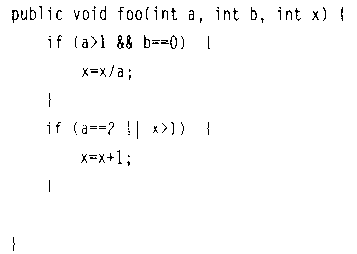 public void foo(int a, int b, int x) {
if (a>1 && b==0) {
x=x/a;
}
if (a==2 || x>1) {
x=x+1;
}
}